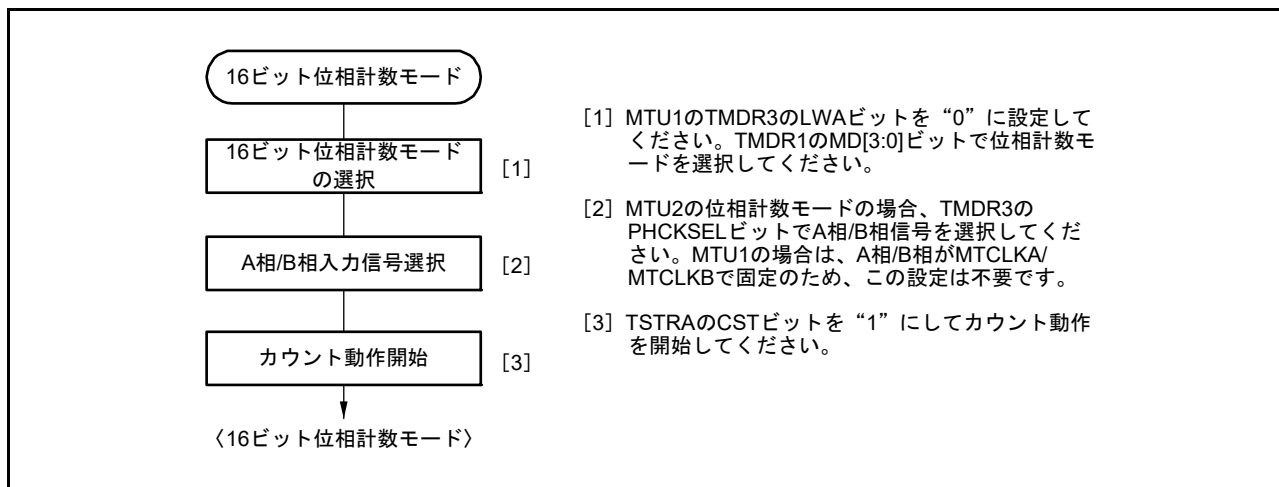 16ビット位相計数モード
16ビット位相計数モード
の選択
[1]
A相/B相入力信号選択
[2]
カウント動作開始
[3]
〈16ビット位相計数モード〉
[1] MTU1のTMDR3のLWAビットを“0”に設定して
ください。TMDR1のMD[3:0]ビットで位相計数モ
ードを選択してください。
[2] MTU2の位相計数モードの場合、TMDR3の
PHCKSELビットでA相/B相信号を選択してくだ
さい。MTU1の場合は、A相/B相がMTCLKA/
MTCLKBで固定のため、この設定は不要です。
[3] TSTRAのCSTビットを“1”にしてカウント動作
を開始してください。